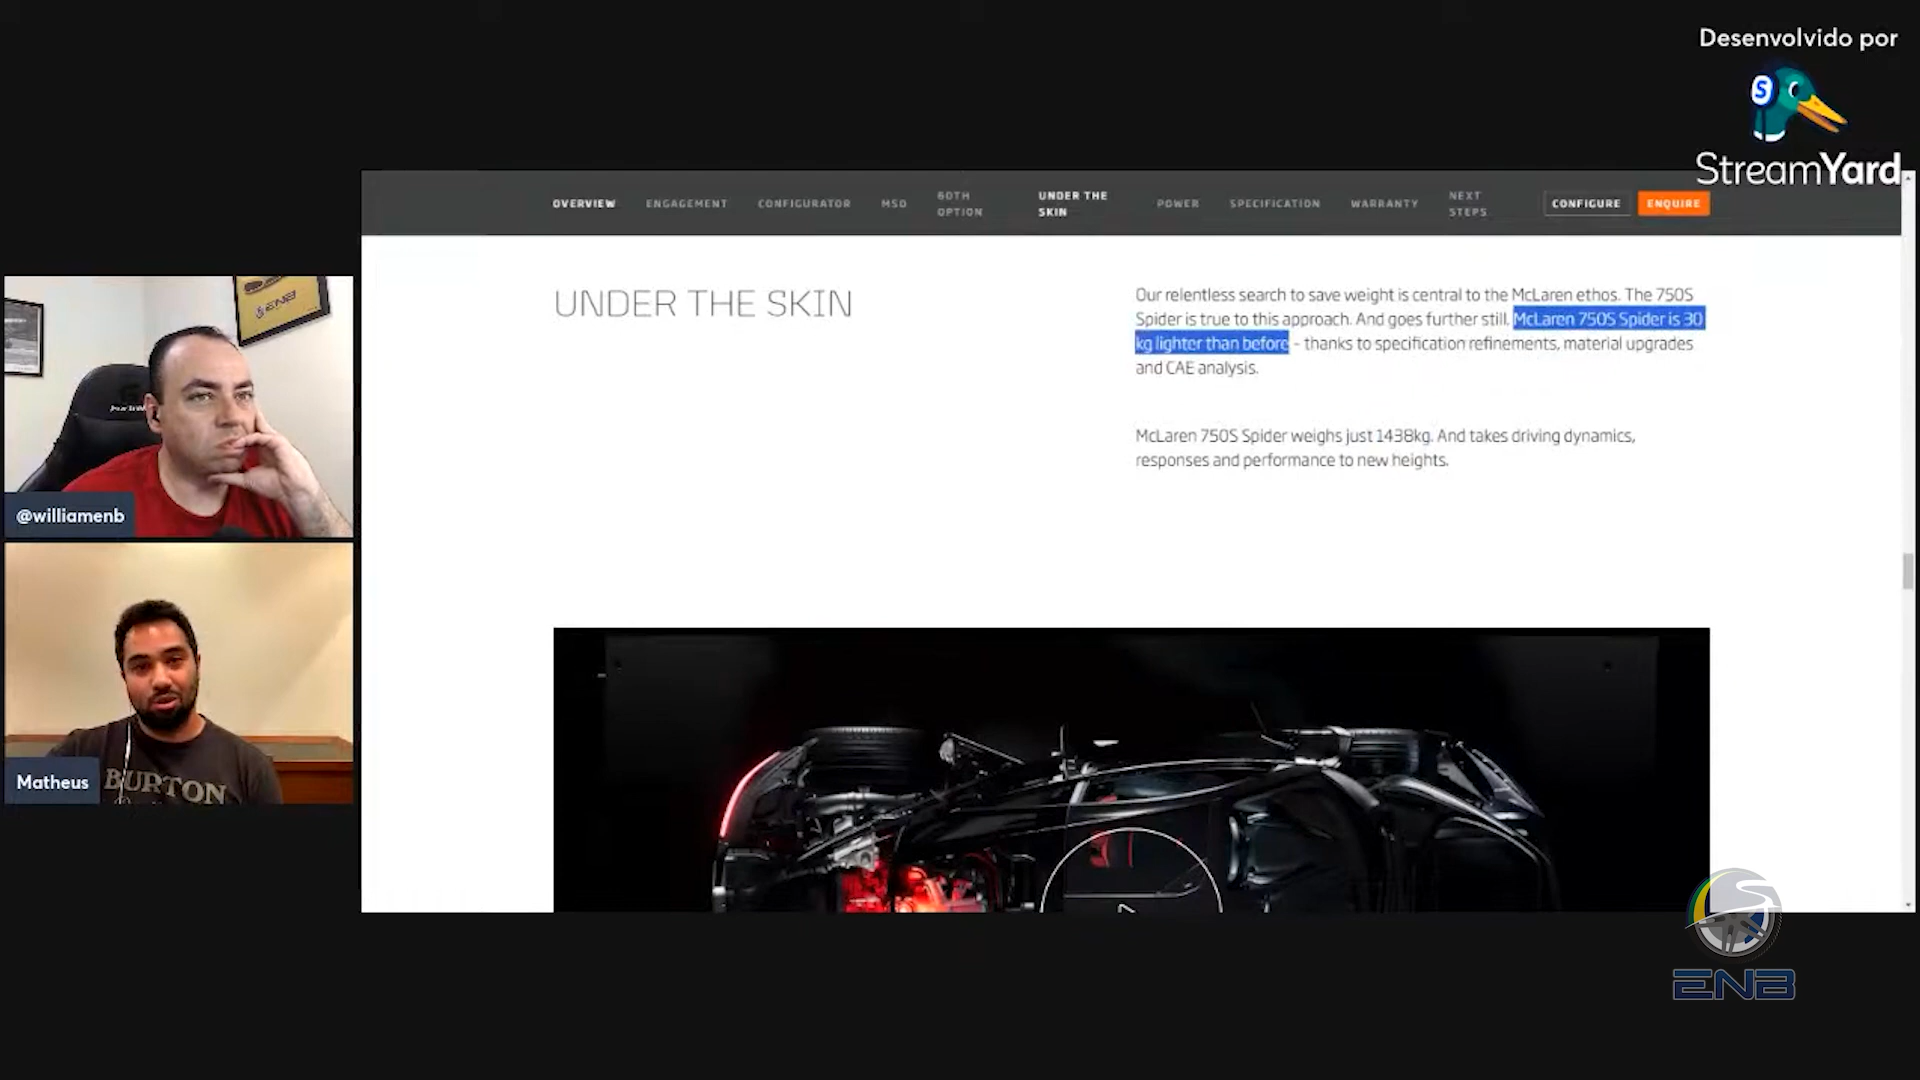 Desenvolvido por
StreamYard
OVERVIEW
ENGAGEMENT
CONFIGURATOR
MSO
60TH
OPTION
UNDER THE
SKIN
POWER
SPECIFICATION
WARRANTY
NEXT
STEPS
CONFIGURE
ENQUIRE
UNDER THE SKIN
Our relentless search to save weight is central to the McLaren ethos. The 750S
Spider is true to this approach. And goes further still. McLaren 750S Spider is 30
kg lighter than before - thanks to specification refinements, material upgrades
and CAE analysis.
McLaren 750S Spider weighs just 1438kg. And takes driving dynamics,
responses and performance to new heights.
ENB
@williamenb
BURTON
Matheus
ENB